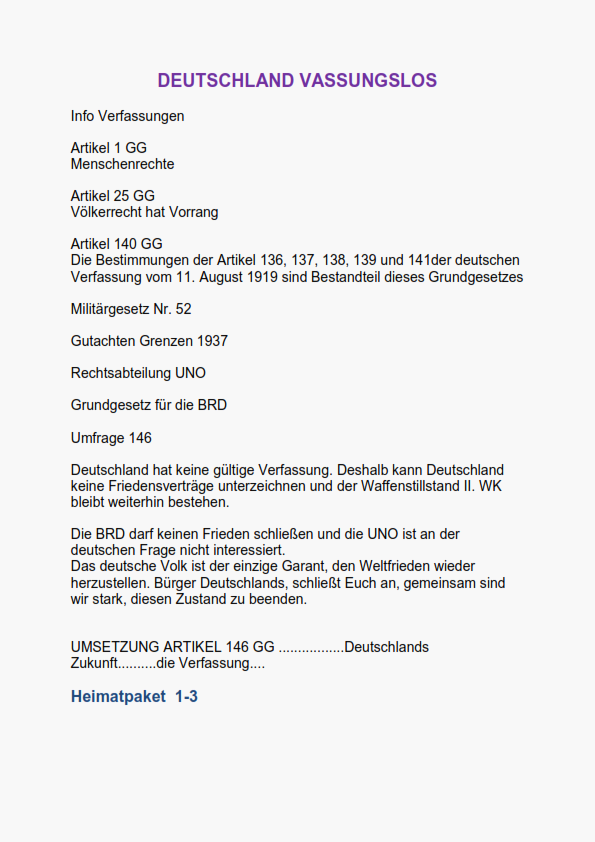 DEUTSCHLAND VASSUNGSLOS
Info Verfassungen
Artikel 1 GG
Menschenrechte
Artikel 25 GG
Völkerrecht hat Vorrang
Artikel 140 GG
Die Bestimmungen der Artikel 136, 137, 138, 139 und 141der deutschen
Verfassung vom 11. August 1919 sind Bestandteil dieses Grundgesetzes
Militärgesetz Nr. 52
Gutachten Grenzen 1937
Rechtsabteilung UNO
Grundgesetz für die BRD
Umfrage 146
Deutschland hat keine gültige Verfassung. Deshalb kann Deutschland
keine Friedensverträge unterzeichnen und der Waffenstillstand II. WK
bleibt weiterhin bestehen.
Die BRD darf keinen Frieden schließen und die UNO ist an der
deutschen Frage nicht interessiert.
Das deutsche Volk ist der einzige Garant, den Weltfrieden wieder
herzustellen. Bürger Deutschlands, schließt Euch an, gemeinsam sind
wir stark, diesen Zustand zu beenden.
UMSETZUNG ARTIKEL 146 GG .................Deutschlands
Zukunft..........die Verfassung....
Heimatpaket  1-3